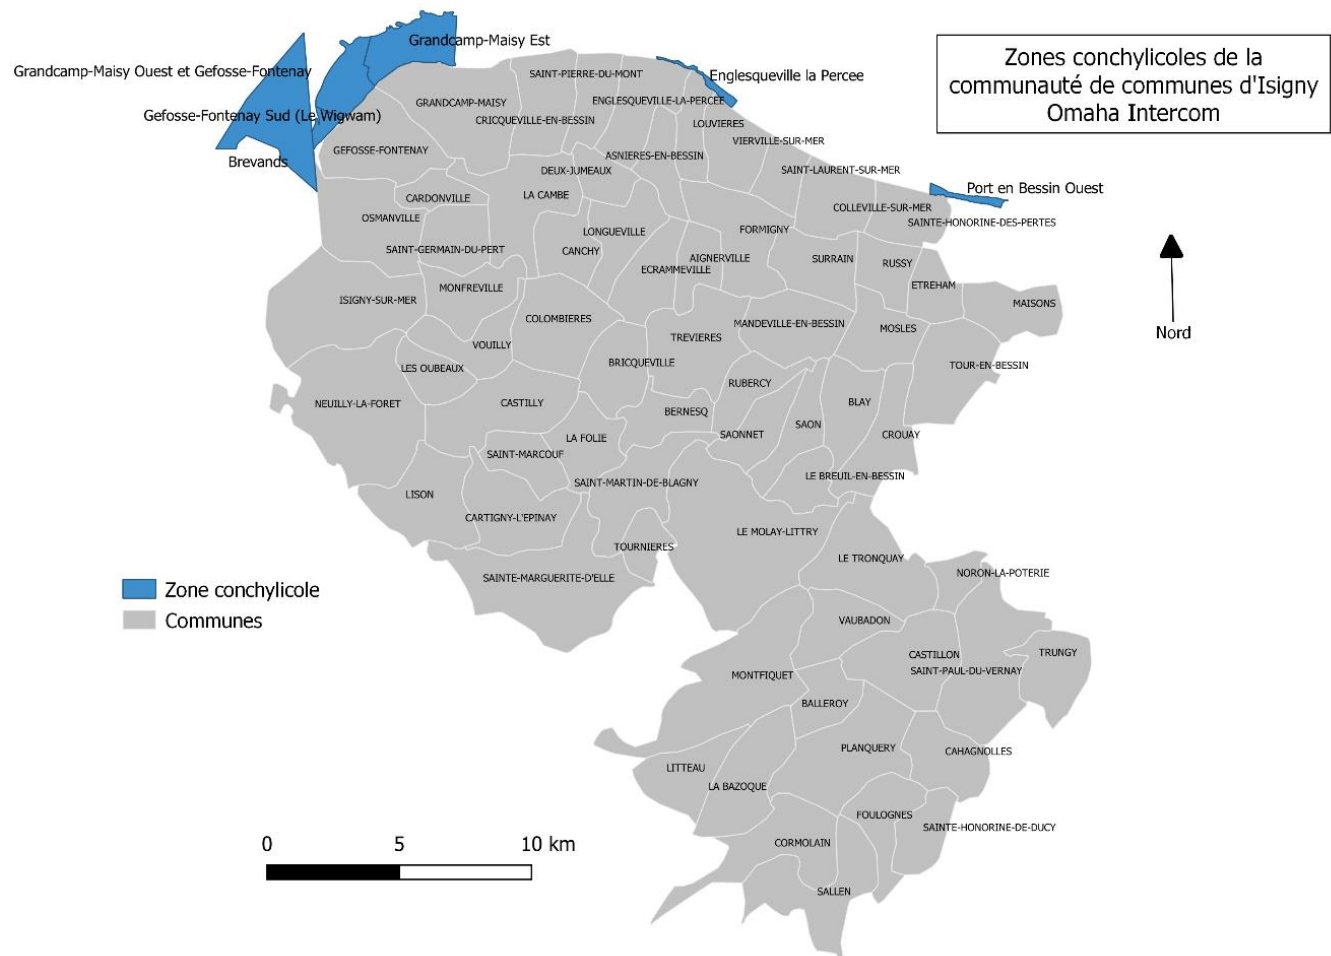 Grandcamp-Maisy Est
Zones conchylicoles de la
communauté de communes d'Isigny
Omaha Intercom
Grandcamp-Maisy Ouest et Gefosse-Fontenay
Englesqueville la Percee
Gefosse-Fontenay Sud (Le Wigwam)
Brevands
Port en Bessin Ouest
SAINT-PIERRE-DU-MONT
GRANDCAMP-MAISY
ENGLESQUEVILLE-LA-PERCEE
CRICQUEVILLE-EN-BESSIN
LOUVIERES
VIERVILLE-SUR-MER
GEFOSSE-FONTENAY
ASNIERES-EN-BESSIN
DEUX-JUMEAUX
SAINT-LAURENT-SUR-MER
CARDONVILLE
LA CAMBE
COLLEVILLE-SUR-MER
OSMANVILLE
SAINTE-HONORINE-DES-PERTES
LONGUEVILLE
FORMIGNY
SAINT-GERMAIN-DU-PERT
CANCHY
AIGNERVILLE
SURRAIN
RUSSY
ECRAMMEVILLE
ETREHAM
MONFREVILLE
ISIGNY-SUR-MER
MAISONS
COLOMBIERES
MANDEVILLE-EN-BESSIN
MOSLES
TREVIERES
VOUILLY
Nord
LES OUBEAUX
BRICQUEVILLE
TOUR-EN-BESSIN
RUBERCY
NEUILLY-LA-FORET
CASTILLY
BLAY
BERNESQ
SAON
SAONNET
CROUAY
LA FOLIE
SAINT-MARCOUF
LE BREUIL-EN-BESSIN
SAINT-MARTIN-DE-BLAGNY
LISON
CARTIGNY-L'EPINAY
LE MOLAY-LITTRY
TOURNIERES
LE TRONQUAY
NORON-LA-POTERIE
SAINTE-MARGUERITE-D'ELLE
Zone conchylicole
Communes
VAUBADON
CASTILLON
TRUNGY
SAINT-PAUL-DU-VERNAY
MONTFIQUET
BALLEROY
PLANQUERY
CAHAGNOLLES
LITTEAU
LA BAZOQUE
FOULOGNES
SAINTE-HONORINE-DE-DUCY
CORMOLAIN
SALLEN
0 5 10 km